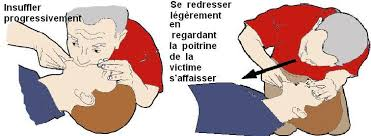 Insuffler
progressivement
Se redresser
légèrement
en
regardant
la poitrine
de la
victime
s'affaisser